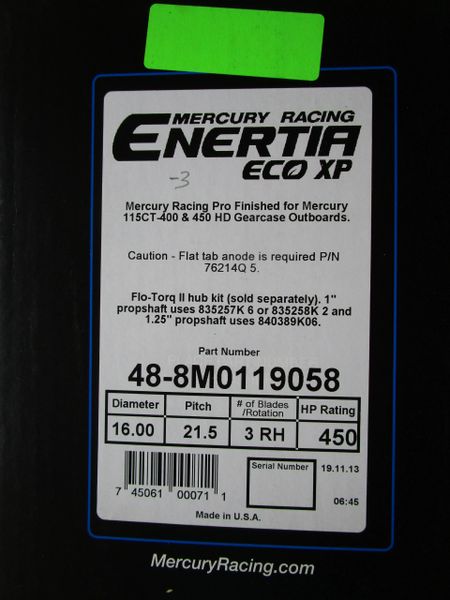 MERCURY RACING
ENERTIA
ECO XP
-3
Mercury Racing Pro Finished for Mercury
115CT-400 & 450 HD Gearcase Outboards.
Caution - Flat tab anode is required P/N
76214Q 5.
Flo-Torq II hub kit (sold separately). 1"
propshaft uses 835257K 6 or 835258K 2 and
1.25" propshaft uses 840389K06.
Part Number
48-8M0119058
Diameter Pitch # of Blades /Rotation HP Rating
16.00 21.5 3 RH 450
Serial Number 19.11.13
06:45
7 45061 00071 1
Made in U.S.A.
MercuryRacing.com